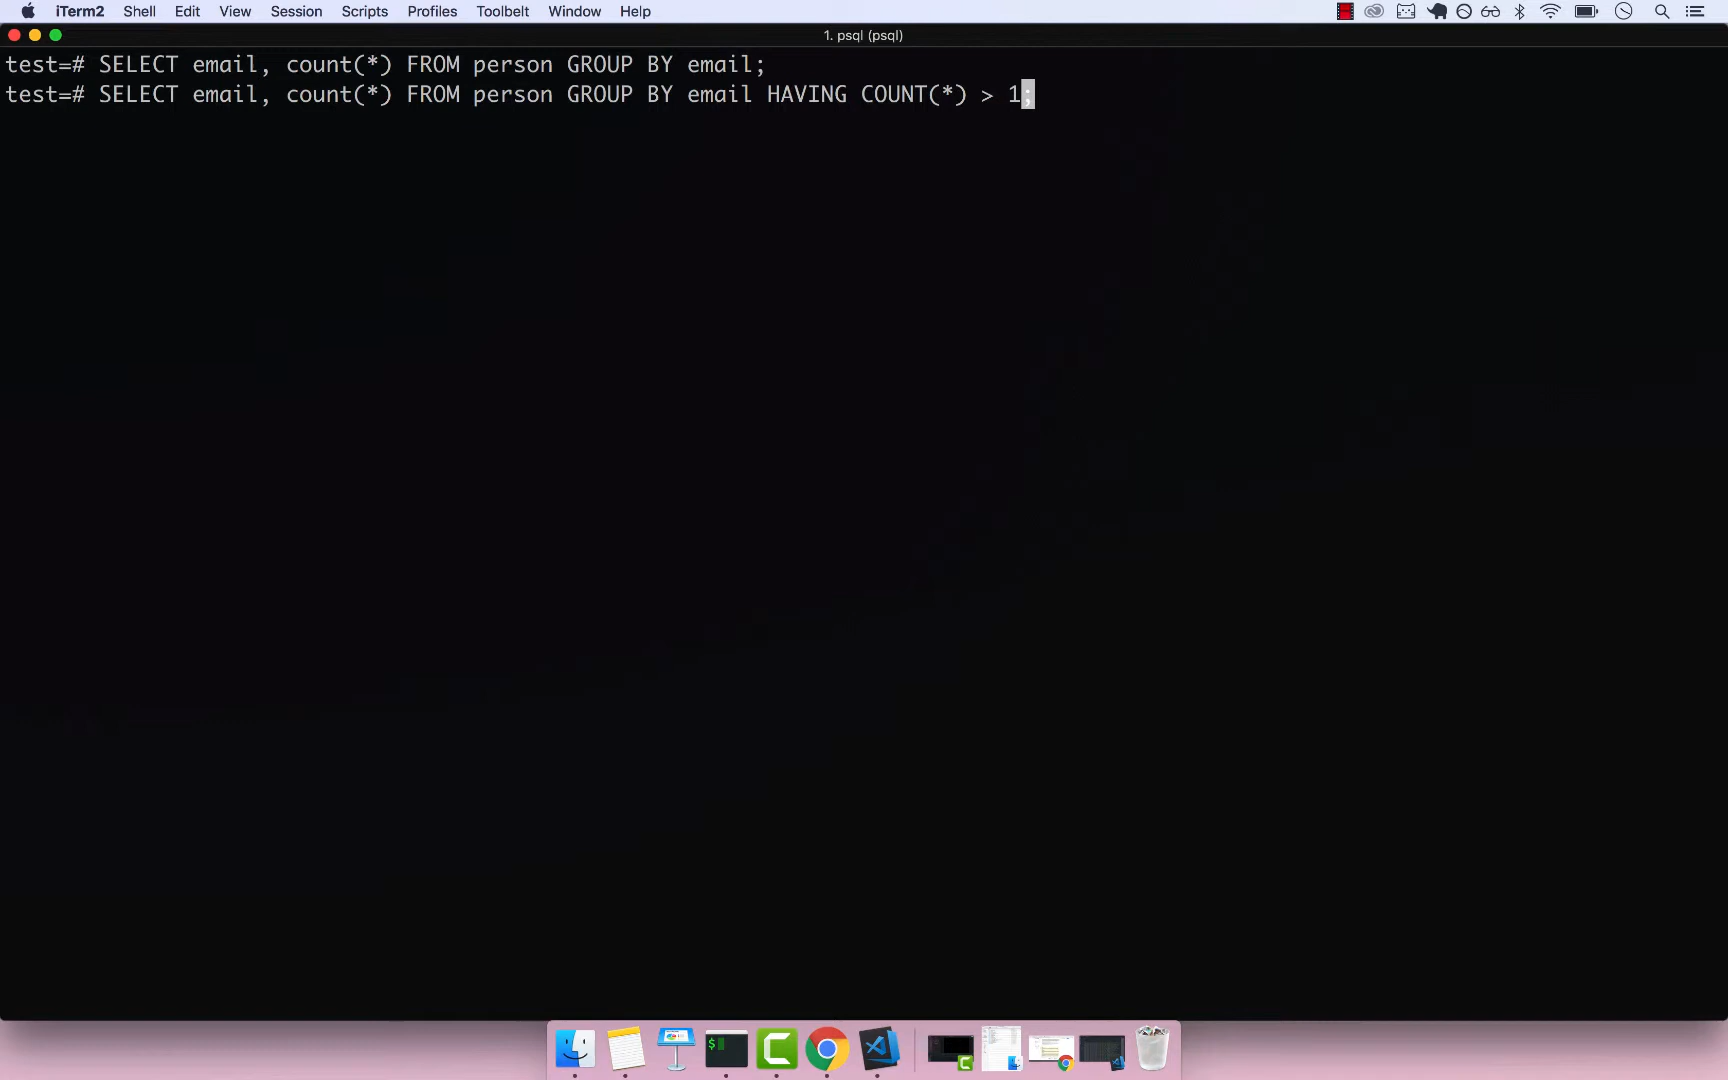 iTerm2 Shell Edit View Session Scripts Profiles Toolbelt Window Help
1. psql (psql)
test=# SELECT email, count(*) FROM person GROUP BY email;
test=# SELECT email, count(*) FROM person GROUP BY email HAVING COUNT(*) > 1;